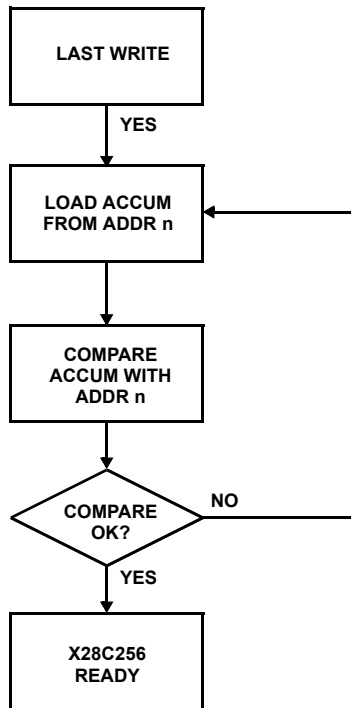 LAST WRITE
YES
LOAD ACCUM
FROM ADDR n
COMPARE
ACCUM WITH
ADDR n
COMPARE
OK?
NO
YES
X28C256
READY